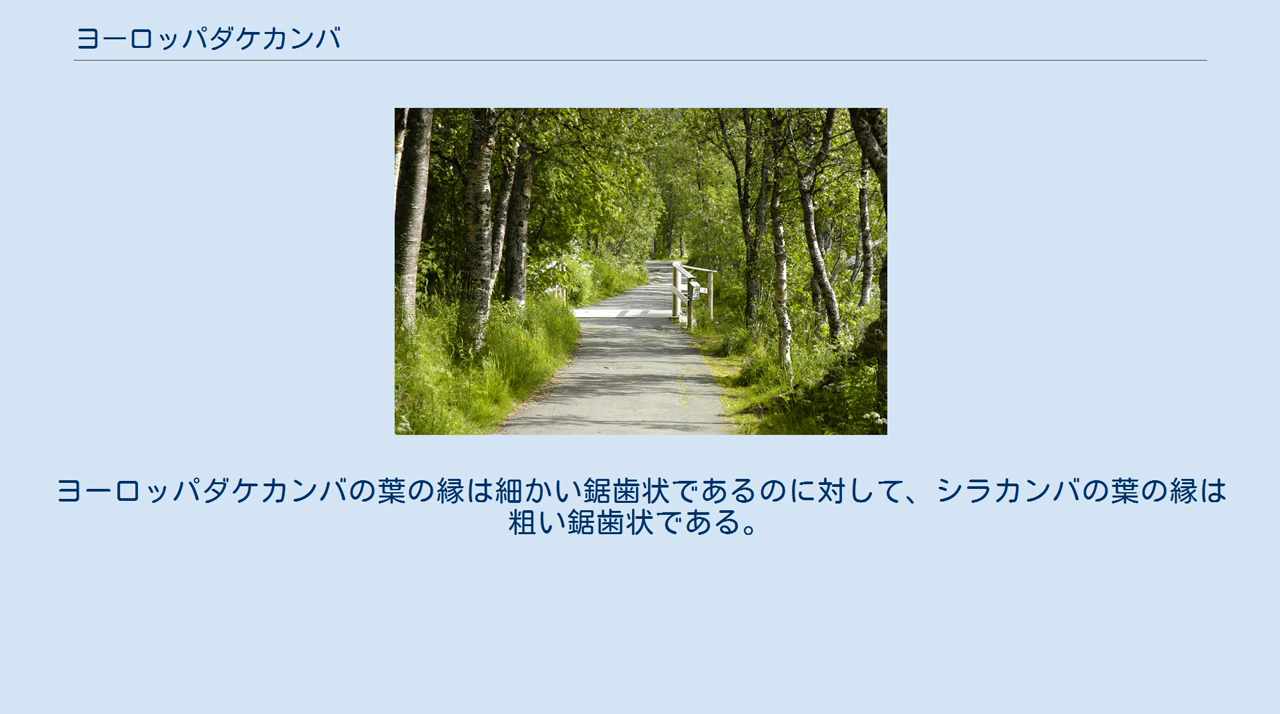 ヨーロッパダケカンバ
ヨーロッパダケカンバの葉の縁は細かい鋸歯状であるのに対して、シラカンバの葉の縁は
粗い鋸歯状である。